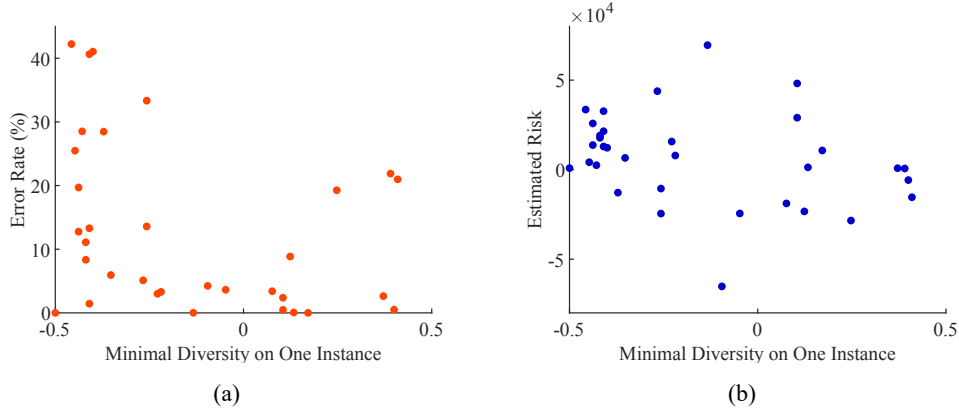 40
30
20
10
0
Error Rate (%)
-0.5 0 0.5
Minimal Diversity on One Instance
(a)
×10⁴
5
0
-5
Estimated Risk
-0.5 0 0.5
Minimal Diversity on One Instance
(b)